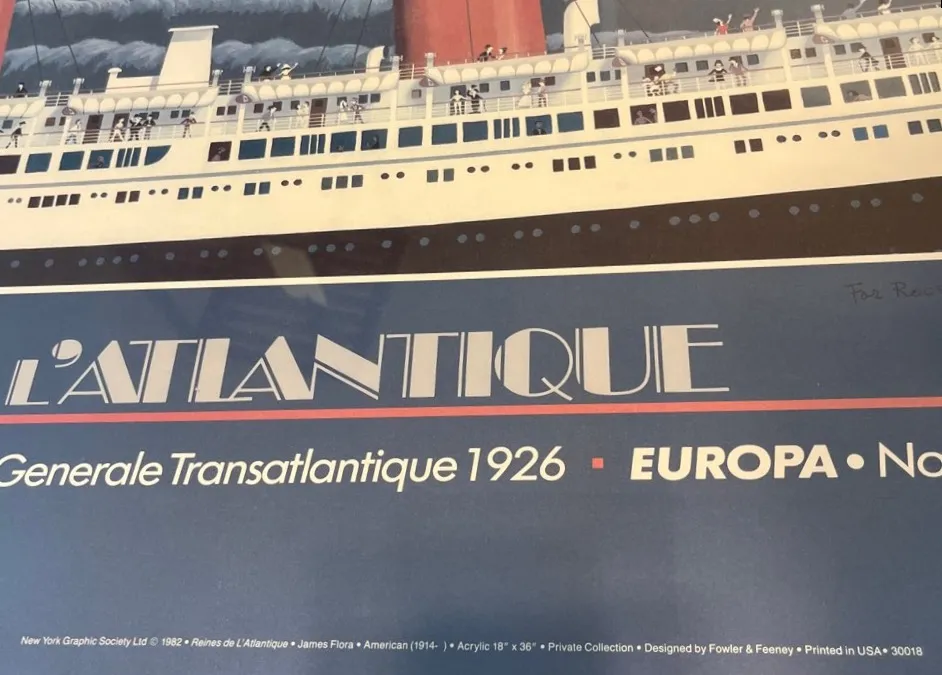 For
L'ATLANTIQUE
Generale Transatlantique 1926 ▪ EUROPA • No
New York Graphic Society Ltd © 1982 • Reines de L'Atlantique • James Flora • American (1914- ) • Acrylic 18" x 36" • Private Collection • Designed by Fowler & Feeney • Printed in USA • 30018